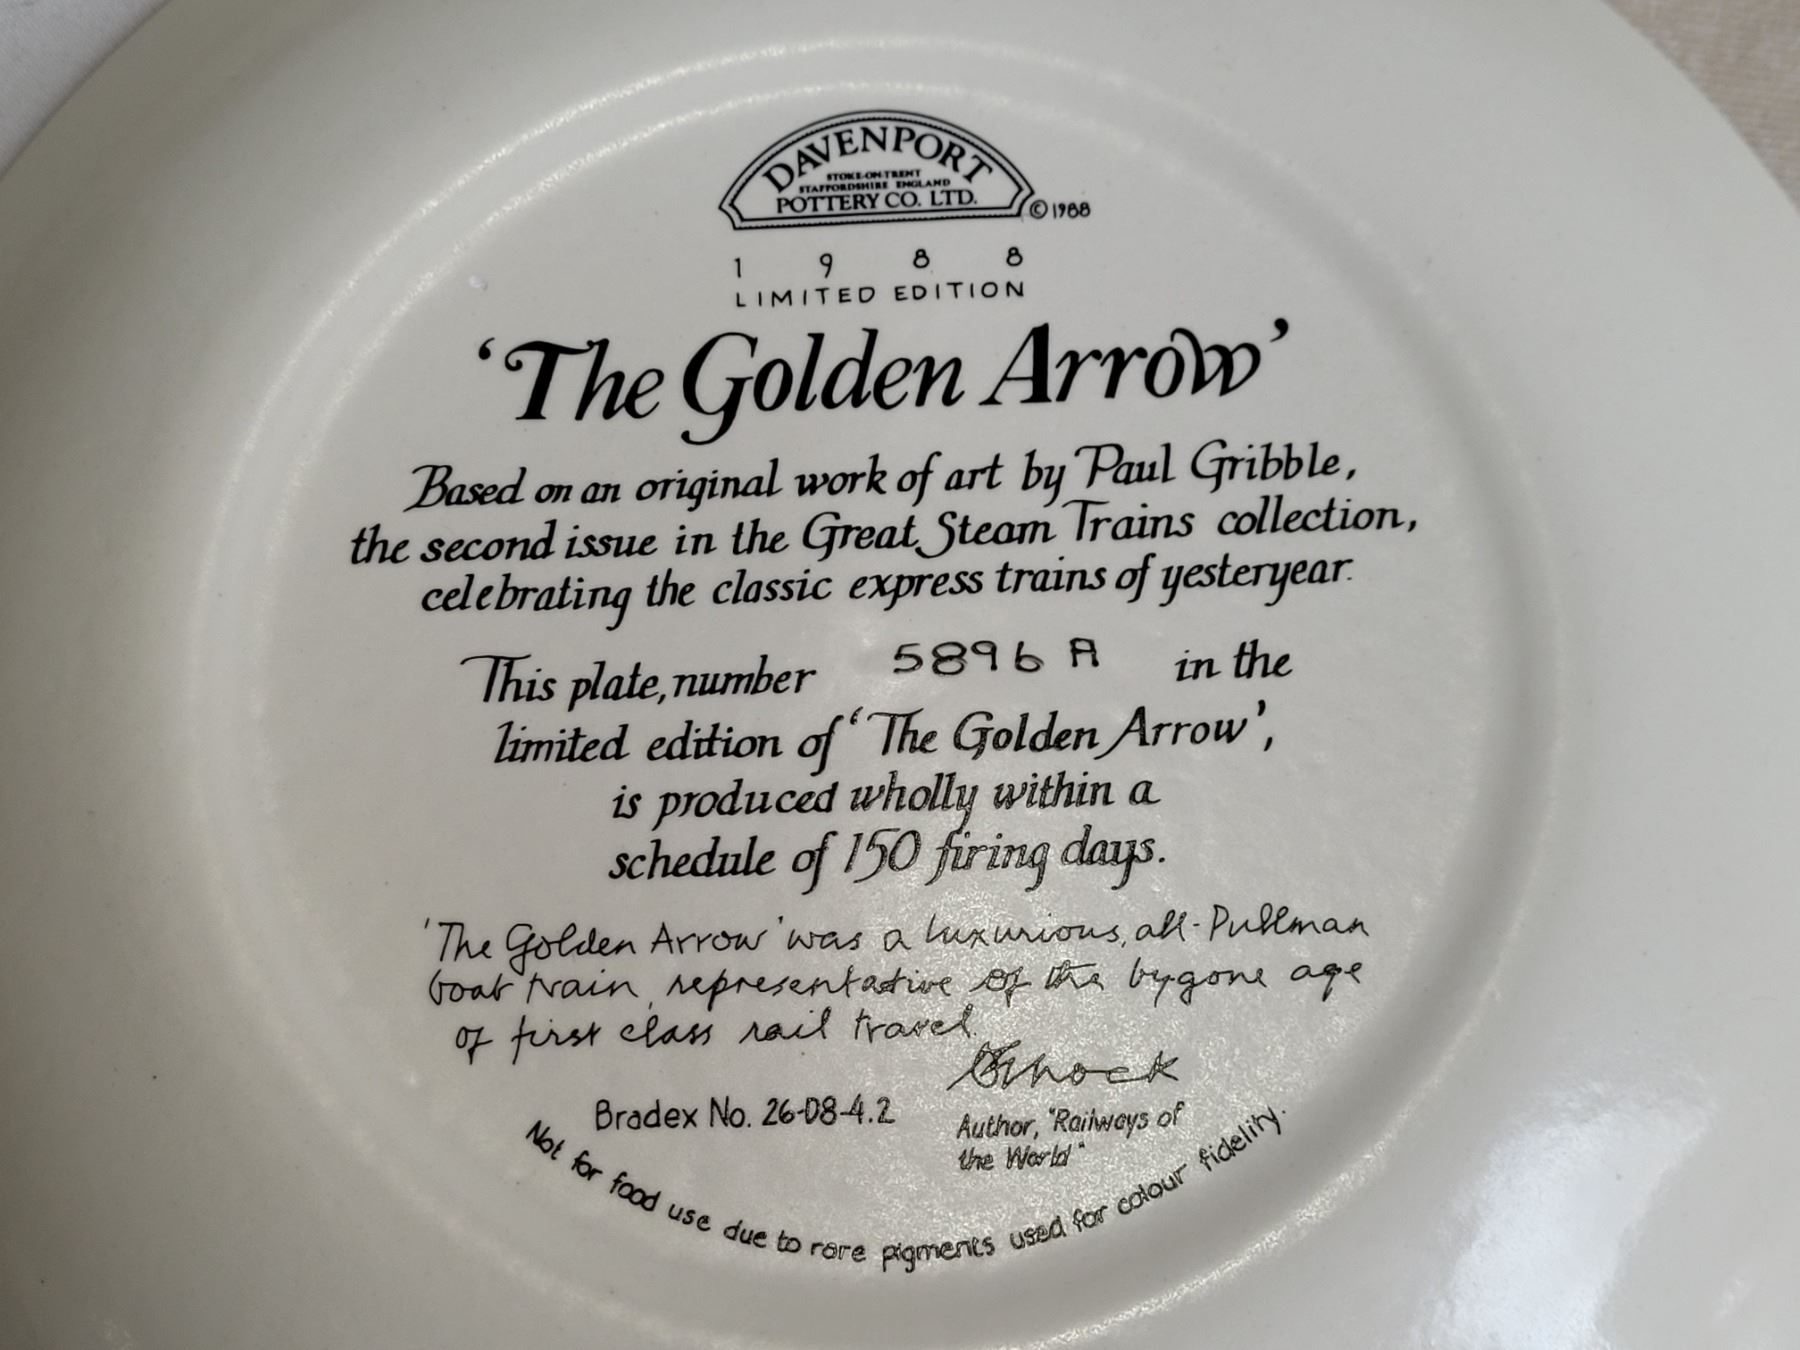 DAVENPORT
STOKE-ON-TRENT
STAFFORDSHIRE ENGLAND
POTTERY CO. LTD.
© 1988
1 9 8 8
LIMITED EDITION
‘The Golden Arrow’
Based on an original work of art by Paul Gribble,
the second issue in the Great Steam Trains collection,
celebrating the classic express trains of yesteryear.
This plate, number 5896 A in the
limited edition of ‘The Golden Arrow’,
is produced wholly within a
schedule of 150 firing days.
'The Golden Arrow' was a luxurious, all-Pullman
boat train, representative of the bygone age
of first class rail travel.
Bradex No. 26-D8-4.2
Author, "Railways of
the World"
Not for food use due to rare pigments used for colour fidelity.